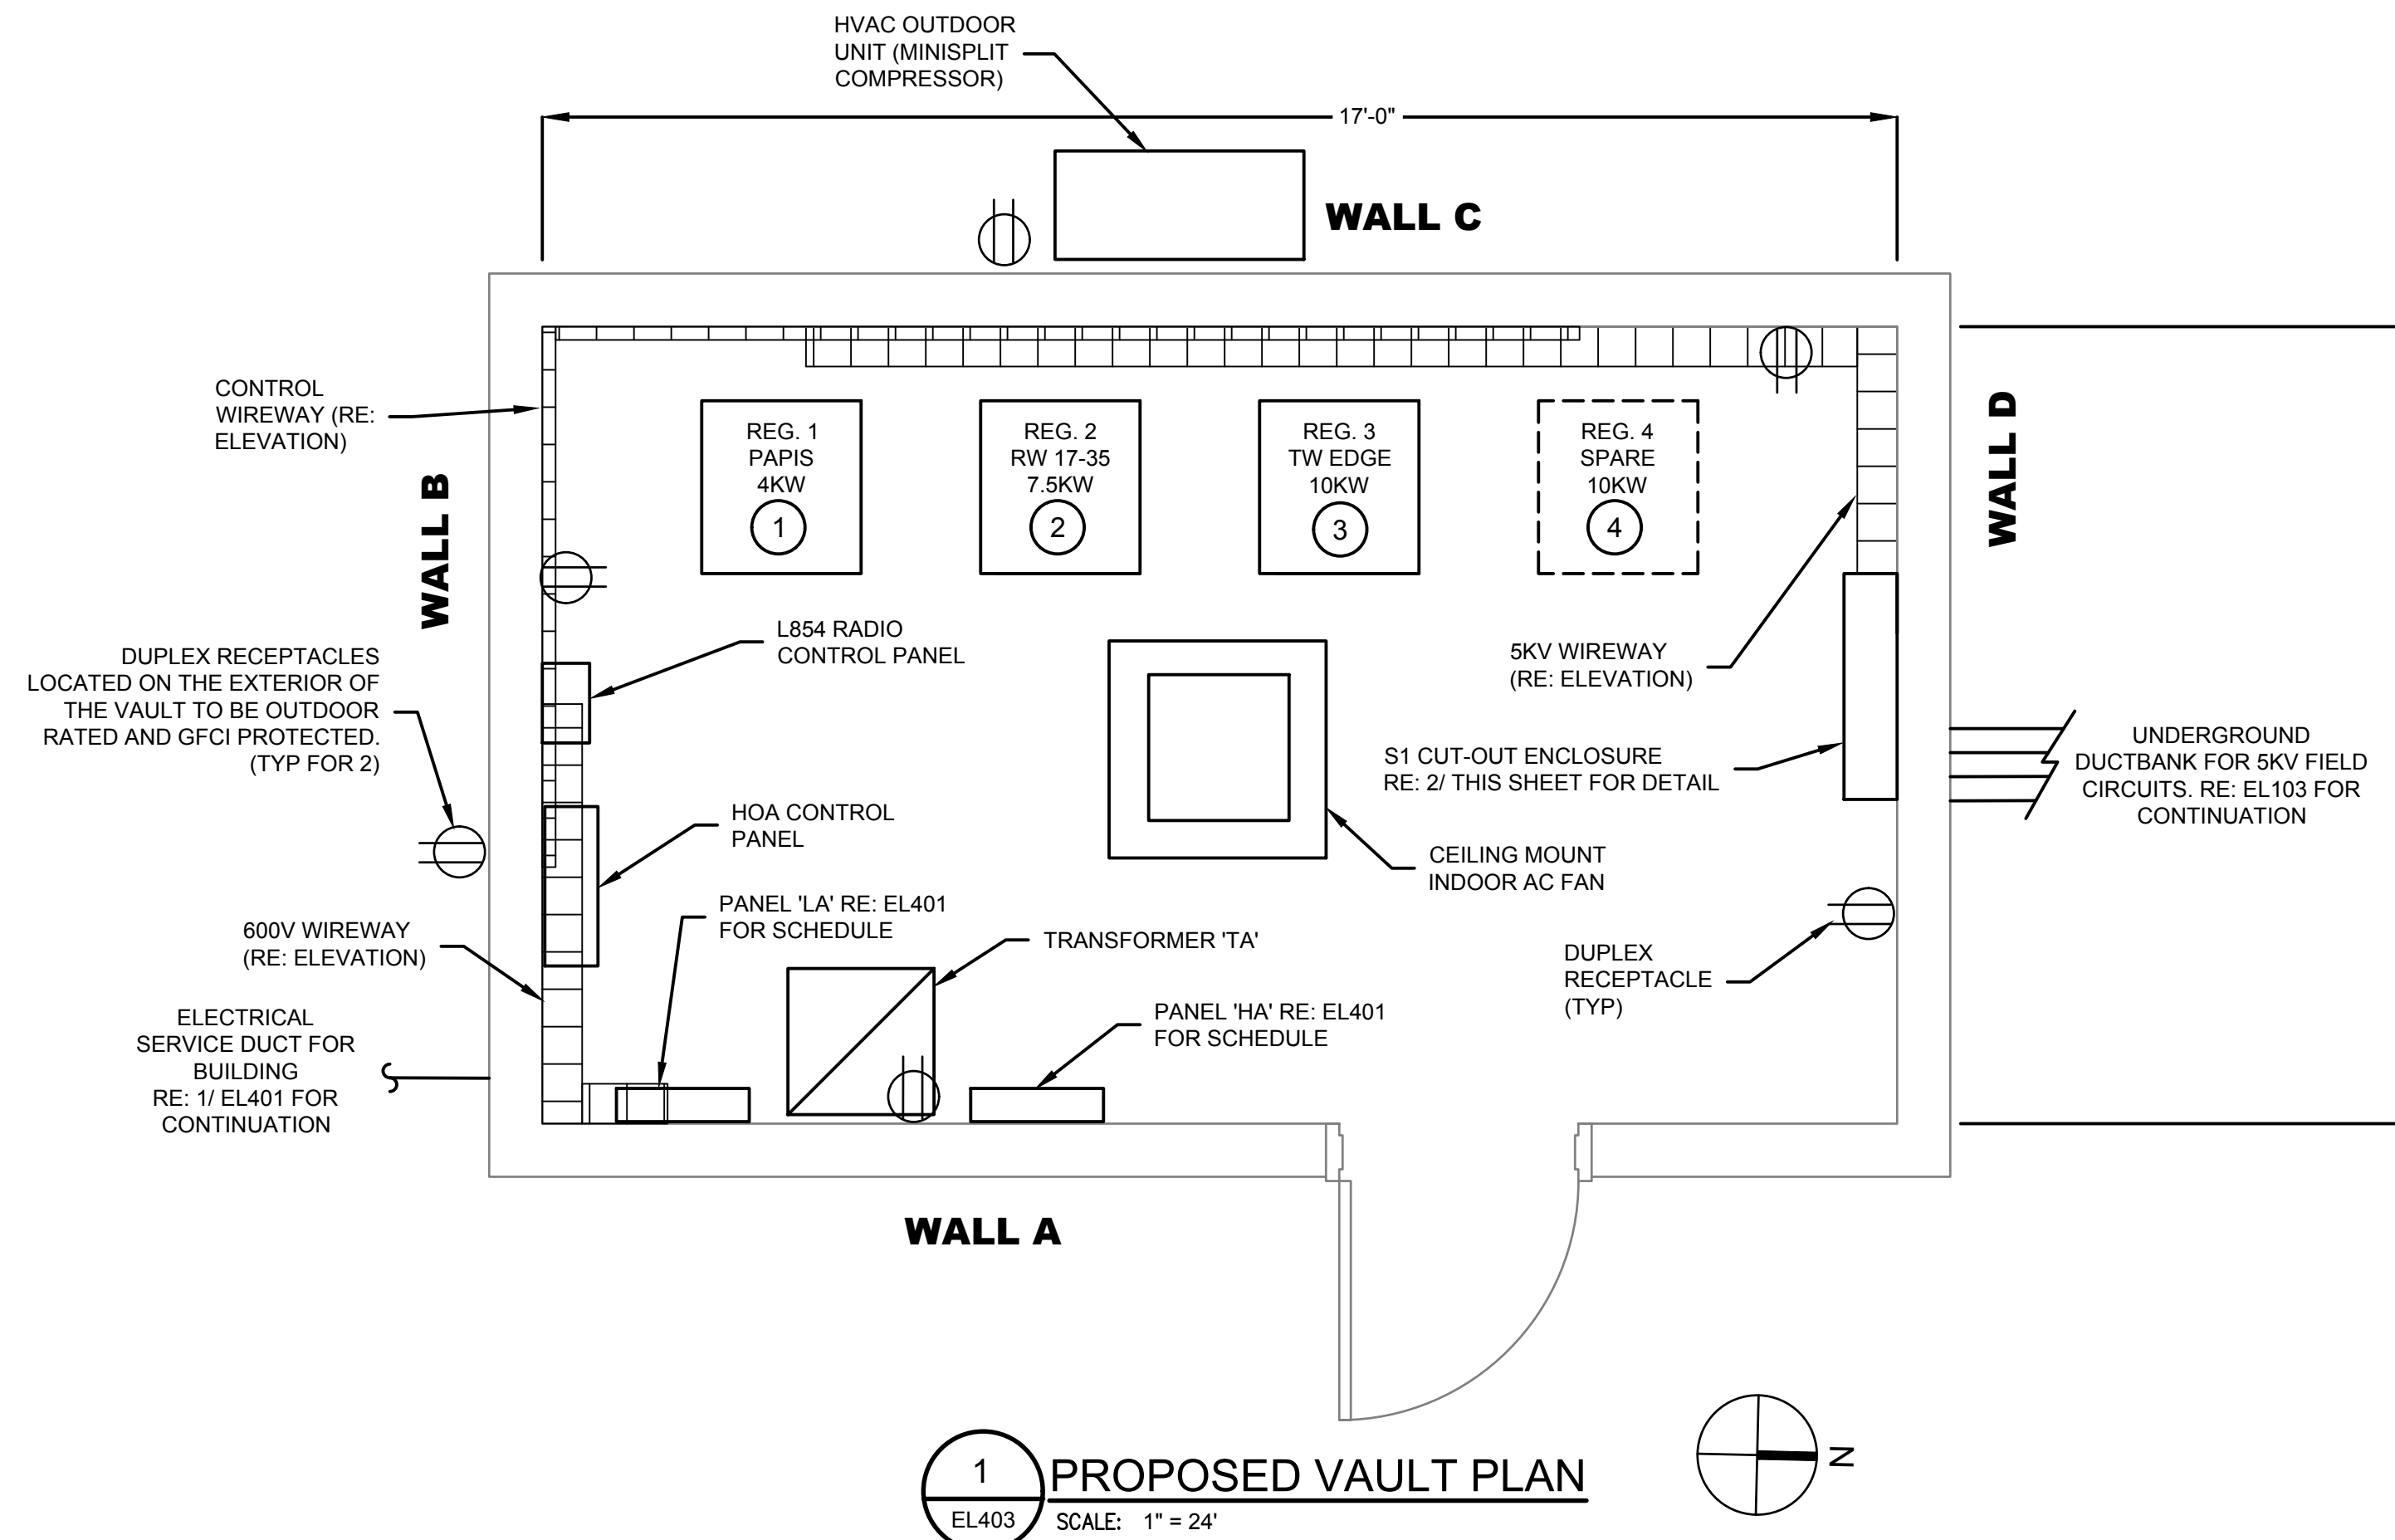 HVAC OUTDOOR
UNIT (MINISPLIT
COMPRESSOR)
17'-0"
WALL C
CONTROL
WIREWAY (RE:
ELEVATION)
REG. 1
PAPIS
4KW
1
REG. 2
RW 17-35
7.5KW
2
REG. 3
TW EDGE
10KW
3
REG. 4
SPARE
10KW
4
WALL B
WALL D
L854 RADIO
CONTROL PANEL
5KV WIREWAY
(RE: ELEVATION)
DUPLEX RECEPTACLES
LOCATED ON THE EXTERIOR OF
THE VAULT TO BE OUTDOOR
RATED AND GFCI PROTECTED.
(TYP FOR 2)
S1 CUT-OUT ENCLOSURE
RE: 2/ THIS SHEET FOR DETAIL
UNDERGROUND
DUCTBANK FOR 5KV FIELD
CIRCUITS. RE: EL103 FOR
CONTINUATION
HOA CONTROL
PANEL
CEILING MOUNT
INDOOR AC FAN
PANEL 'LA' RE: EL401
FOR SCHEDULE
600V WIREWAY
(RE: ELEVATION)
TRANSFORMER 'TA'
DUPLEX
RECEPTACLE
(TYP)
PANEL 'HA' RE: EL401
FOR SCHEDULE
ELECTRICAL
SERVICE DUCT FOR
BUILDING
RE: 1/ EL401 FOR
CONTINUATION
WALL A
1
EL403
PROPOSED VAULT PLAN
SCALE: 1" = 24'
N